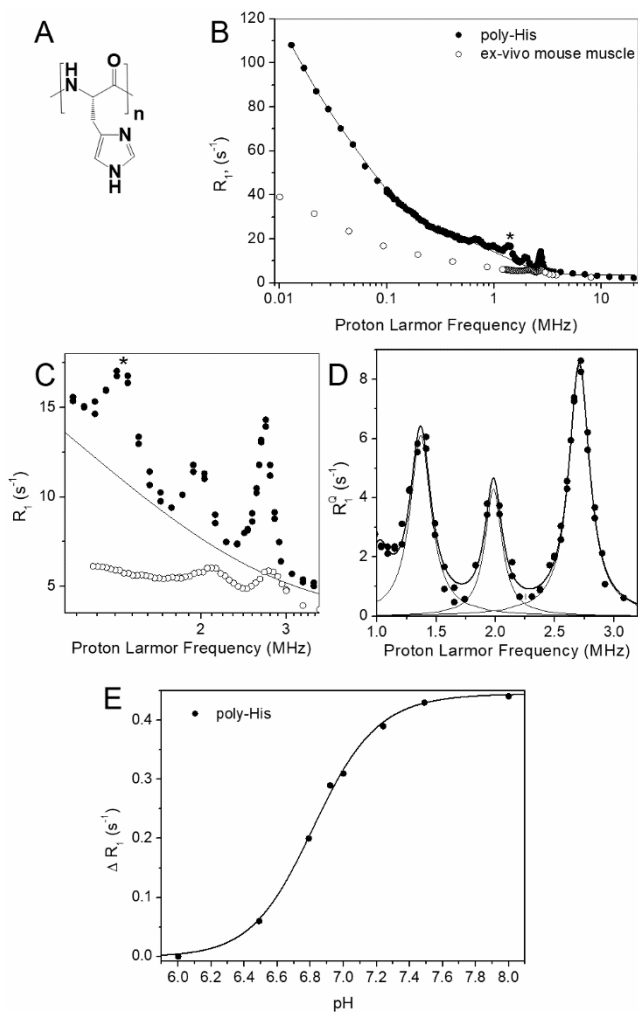 A
H
N
O
n
N
N
H
B
120
100
80
60
40
20
0
R1, (s-1)
poly-His
ex-vivo mouse muscle
*
0.01 0.1 1 10
Proton Larmor Frequency (MHz)
C
*
15
10
5
R1 (s-1)
2 3
Proton Larmor Frequency (MHz)
D
8
6
4
2
0
R1Q (s-1)
1.0 1.5 2.0 2.5 3.0
Proton Larmor Frequency (MHz)
E
poly-His
0.4
0.3
0.2
0.1
0.0
Δ R1 (s-1)
6.0 6.2 6.4 6.6 6.8 7.0 7.2 7.4 7.6 7.8 8.0
pH